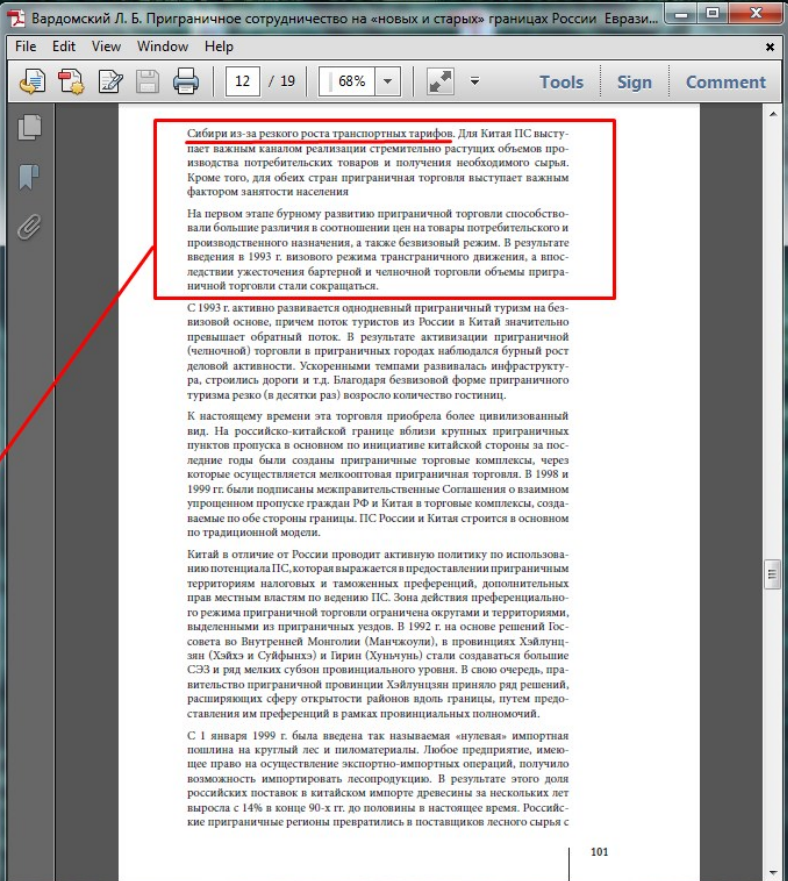 Вардомский Л. Б. Приграничное сотрудничество на «новых и старых» границах России Еврази...
File Edit View Window Help
12 / 19 68% Tools Sign Comment
Сибири из-за резкого роста транспортных тарифов. Для Китая ПС высту-
пает важным каналом реализации стремительно растущих объемов про-
изводства потребительских товаров и получения необходимого сырья.
Кроме того, для обеих стран приграничная торговля выступает важным
фактором занятости населения
На первом этапе бурному развитию приграничной торговли способство-
вали большие различия в соотношении цен на товары потребительского и
производственного назначения, а также безвизовый режим. В результате
введения в 1993 г. визового режима трансграничного движения, а впос-
ледствии ужесточения бартерной и челночной торговли объемы пригра-
ничной торговли стали сокращаться.
С 1993 г. активно развивается однодневный приграничный туризм на без-
визовой основе, причем поток туристов из России в Китай значительно
превышает обратный поток. В результате активизации приграничной
(челночной) торговли в приграничных городах наблюдался бурный рост
деловой активности. Ускоренными темпами развивалась инфраструкту-
ра, строились дороги и т.д. Благодаря безвизовой форме приграничного
туризма резко (в десятки раз) возросло количество гостиниц.
К настоящему времени эта торговля приобрела более цивилизованный
вид. На российско-китайской границе вблизи крупных приграничных
пунктов пропуска в основном по инициативе китайской стороны за пос-
ледние годы были созданы приграничные торговые комплексы, через
которые осуществляется мелкооптовая приграничная торговля. В 1998 и
1999 гг. были подписаны межправительственные Соглашения о взаимном
упрощенном пропуске граждан РФ и Китая в торговые комплексы, созда-
ваемые по обе стороны границы. ПС России и Китая строится в основном
по традиционной модели.
Китай в отличие от России проводит активную политику по использова-
нию потенциала ПС, которая выражается в предоставлении приграничным
территориям налоговых и таможенных преференций, дополнительных
прав местным властям по ведению ПС. Зона действия преференциально-
го режима приграничной торговли ограничена округами и территориями,
выделенными из приграничных уездов. В 1992 г. на основе решений Гос-
совета во Внутренней Монголии (Манчжоули), в провинциях Хэйлунц-
зян (Хэйхэ и Суйфынхэ) и Гирин (Хуньчунь) стали создаваться большие
СЭЗ и ряд мелких субзон провинциального уровня. В свою очередь, пра-
вительство приграничной провинции Хэйлунцзян приняло ряд решений,
расширяющих сферу открытости районов вдоль границы, путем предо-
ставления им преференций в рамках провинциальных полномочий.
С 1 января 1999 г. была введена так называемая «нулевая» импортная
пошлина на круглый лес и пиломатериалы. Любое предприятие, имею-
щее право на осуществление экспортно-импортных операций, получило
возможность импортировать лесопродукцию. В результате этого доля
российских поставок в китайском импорте древесины за нескольких лет
выросла с 14% в конце 90-х гг. до половины в настоящее время. Российс-
кие приграничные регионы превратились в поставщиков лесного сырья с
101